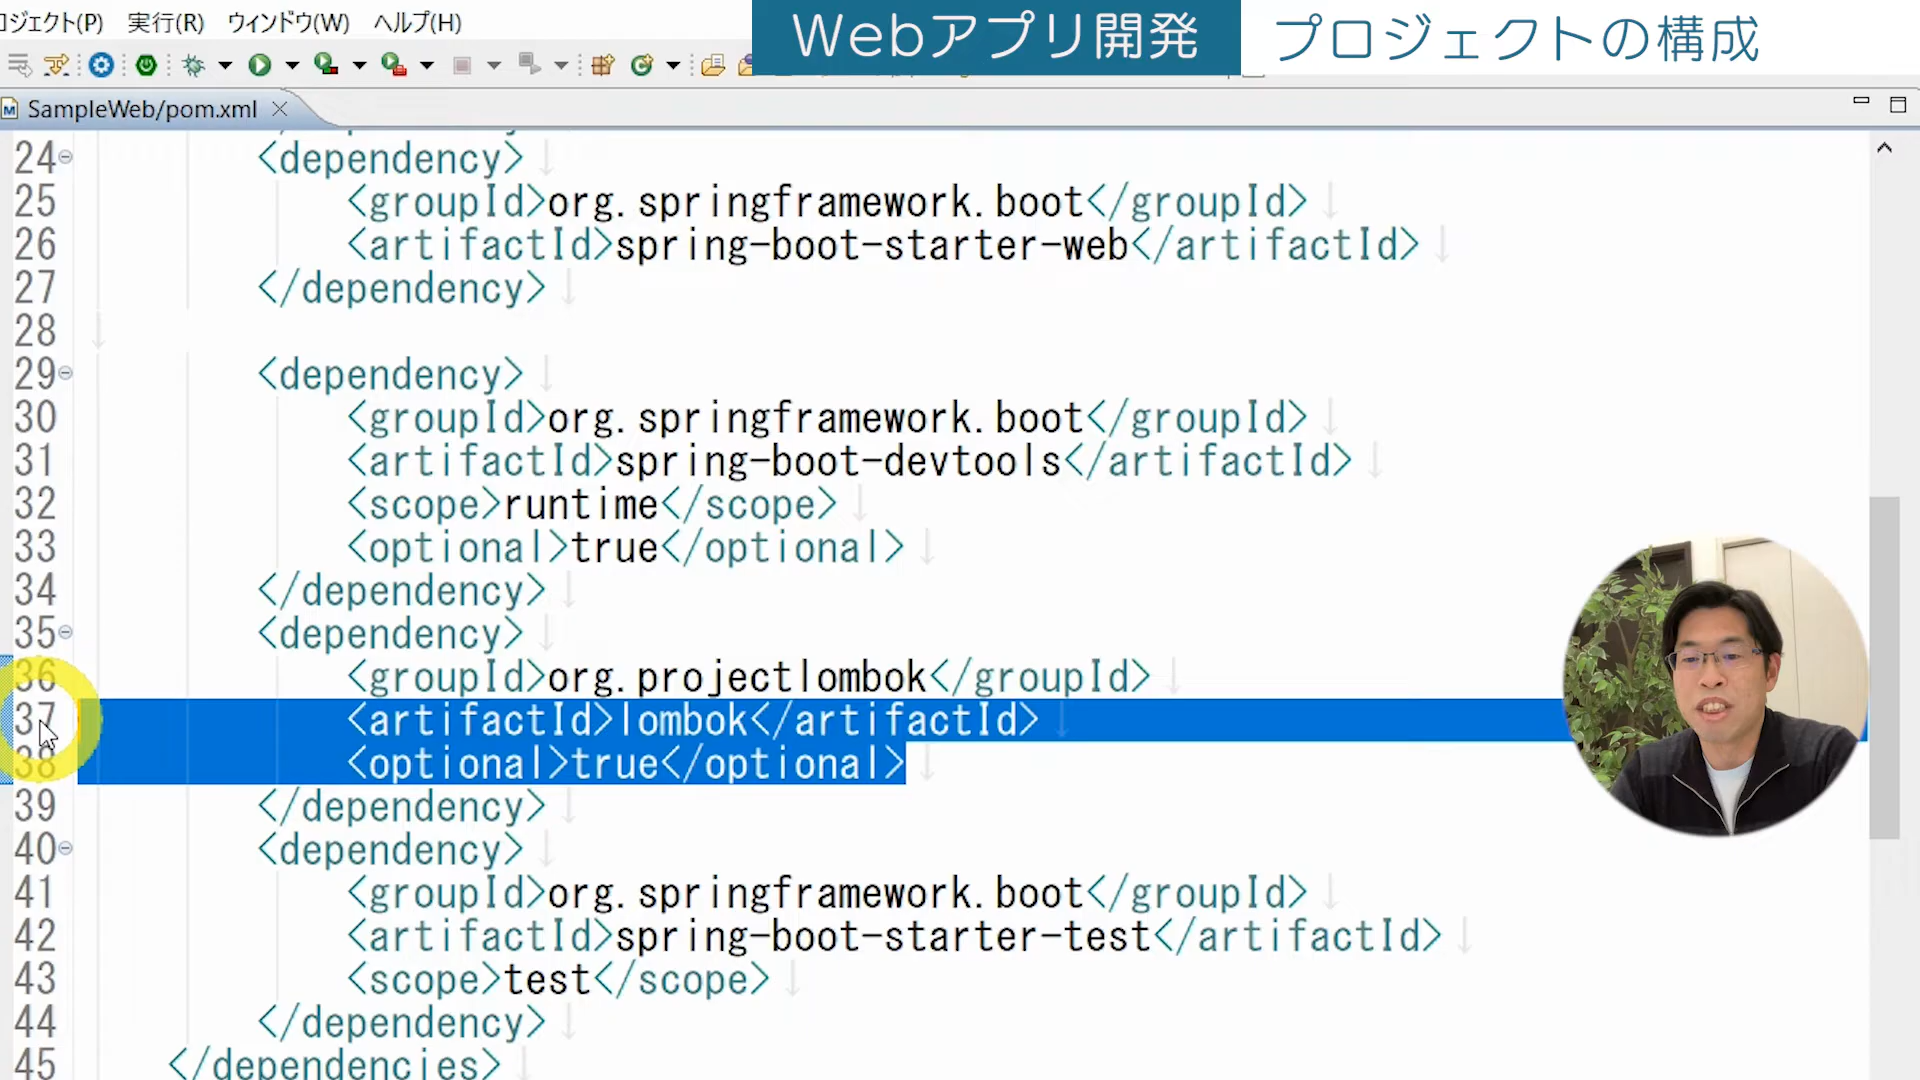 ロジェクト(P) 実行(R) ウィンドウ(W) ヘルプ(H)
Webアプリ開発 プロジェクトの構成
SampleWeb/pom.xml
24 <dependency>
25 <groupId>org.springframework.boot</groupId>
26 <artifactId>spring-boot-starter-web</artifactId>
27 </dependency>
28
29 <dependency>
30 <groupId>org.springframework.boot</groupId>
31 <artifactId>spring-boot-devtools</artifactId>
32 <scope>runtime</scope>
33 <optional>true</optional>
34 </dependency>
35 <dependency>
36 <groupId>org.projectlombok</groupId>
37 <artifactId>lombok</artifactId>
38 <optional>true</optional>
39 </dependency>
40 <dependency>
41 <groupId>org.springframework.boot</groupId>
42 <artifactId>spring-boot-starter-test</artifactId>
43 <scope>test</scope>
44 </dependency>
45 </dependencies>